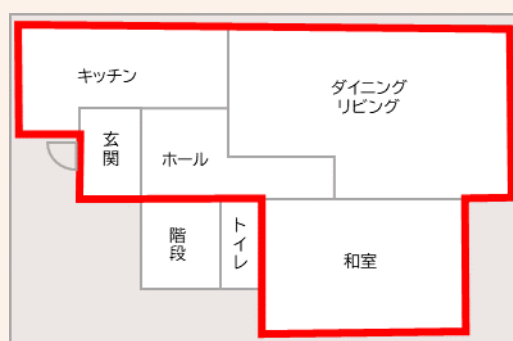 キッチン
ダイニング
リビング
玄関
ホール
階段
トイレ
和室